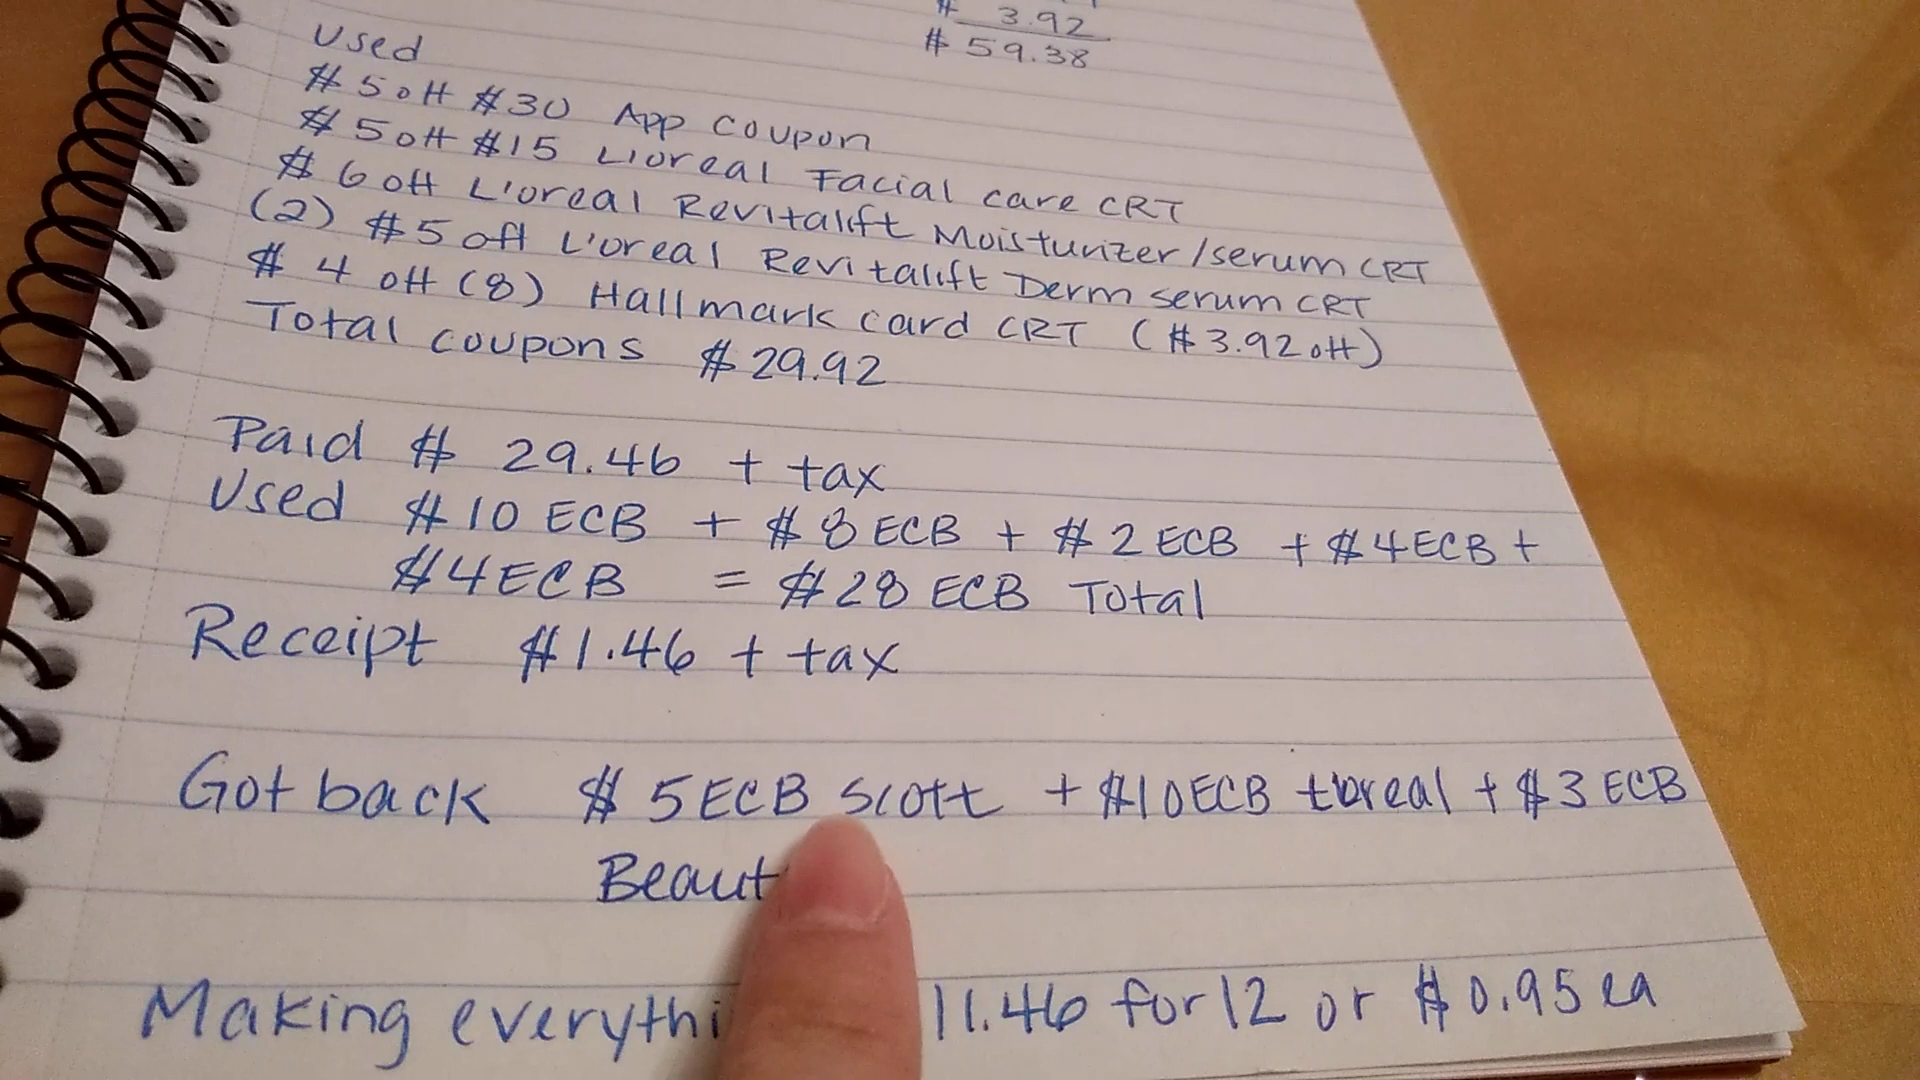 $ 3.92
$ 59.38
Used
$5 off $30 App coupon
$5 off $15 L'oreal Facial care CRT
$6 off L'oreal Revitalift Moisturizer/serum CRT
(2) $5 off L'oreal Revitalift Derm serum CRT
$ 4 off (8) Hallmark card CRT ($3.92 off)
Total coupons $29.92
Paid $ 29.46 + tax
Used $10 ECB + $8 ECB + $2 ECB + $4 ECB +
$4 ECB = $28 ECB Total
Receipt $1.46 + tax
Got back $5 ECB Scott + $10 ECB L'oreal + $3 ECB
Beaut
Making everythi 11.46 for 12 or $0.95 ea